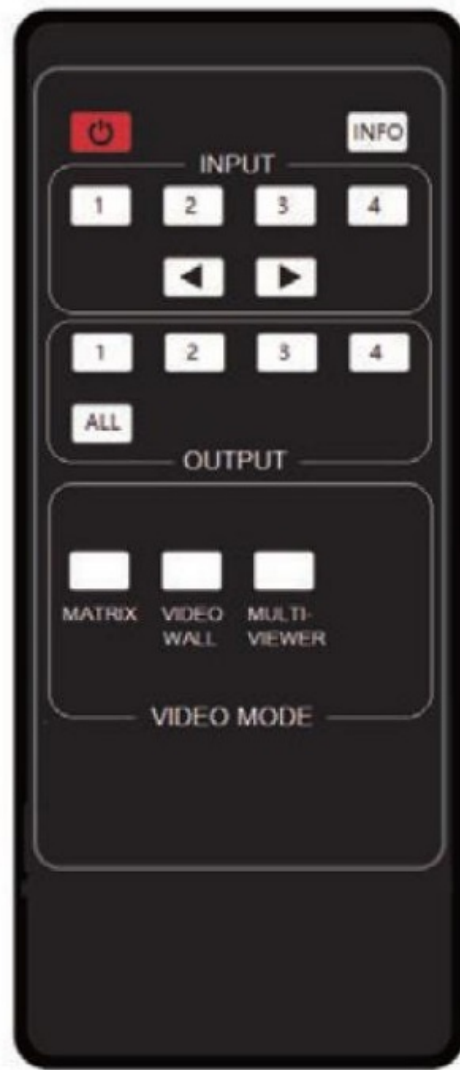 INFO
INPUT
1 2 3 4
1 2 3 4
ALL
OUTPUT
MATRIX VIDEO WALL MULTI-VIEWER
VIDEO MODE